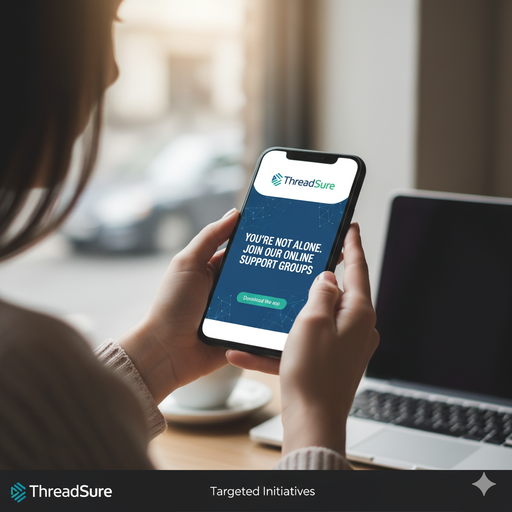 ThreadSure
YOU'RE NOT ALONE.
JOIN OUR ONLINE
SUPPORT GROUPS
Download the app
ThreadSure
Targeted Initiatives